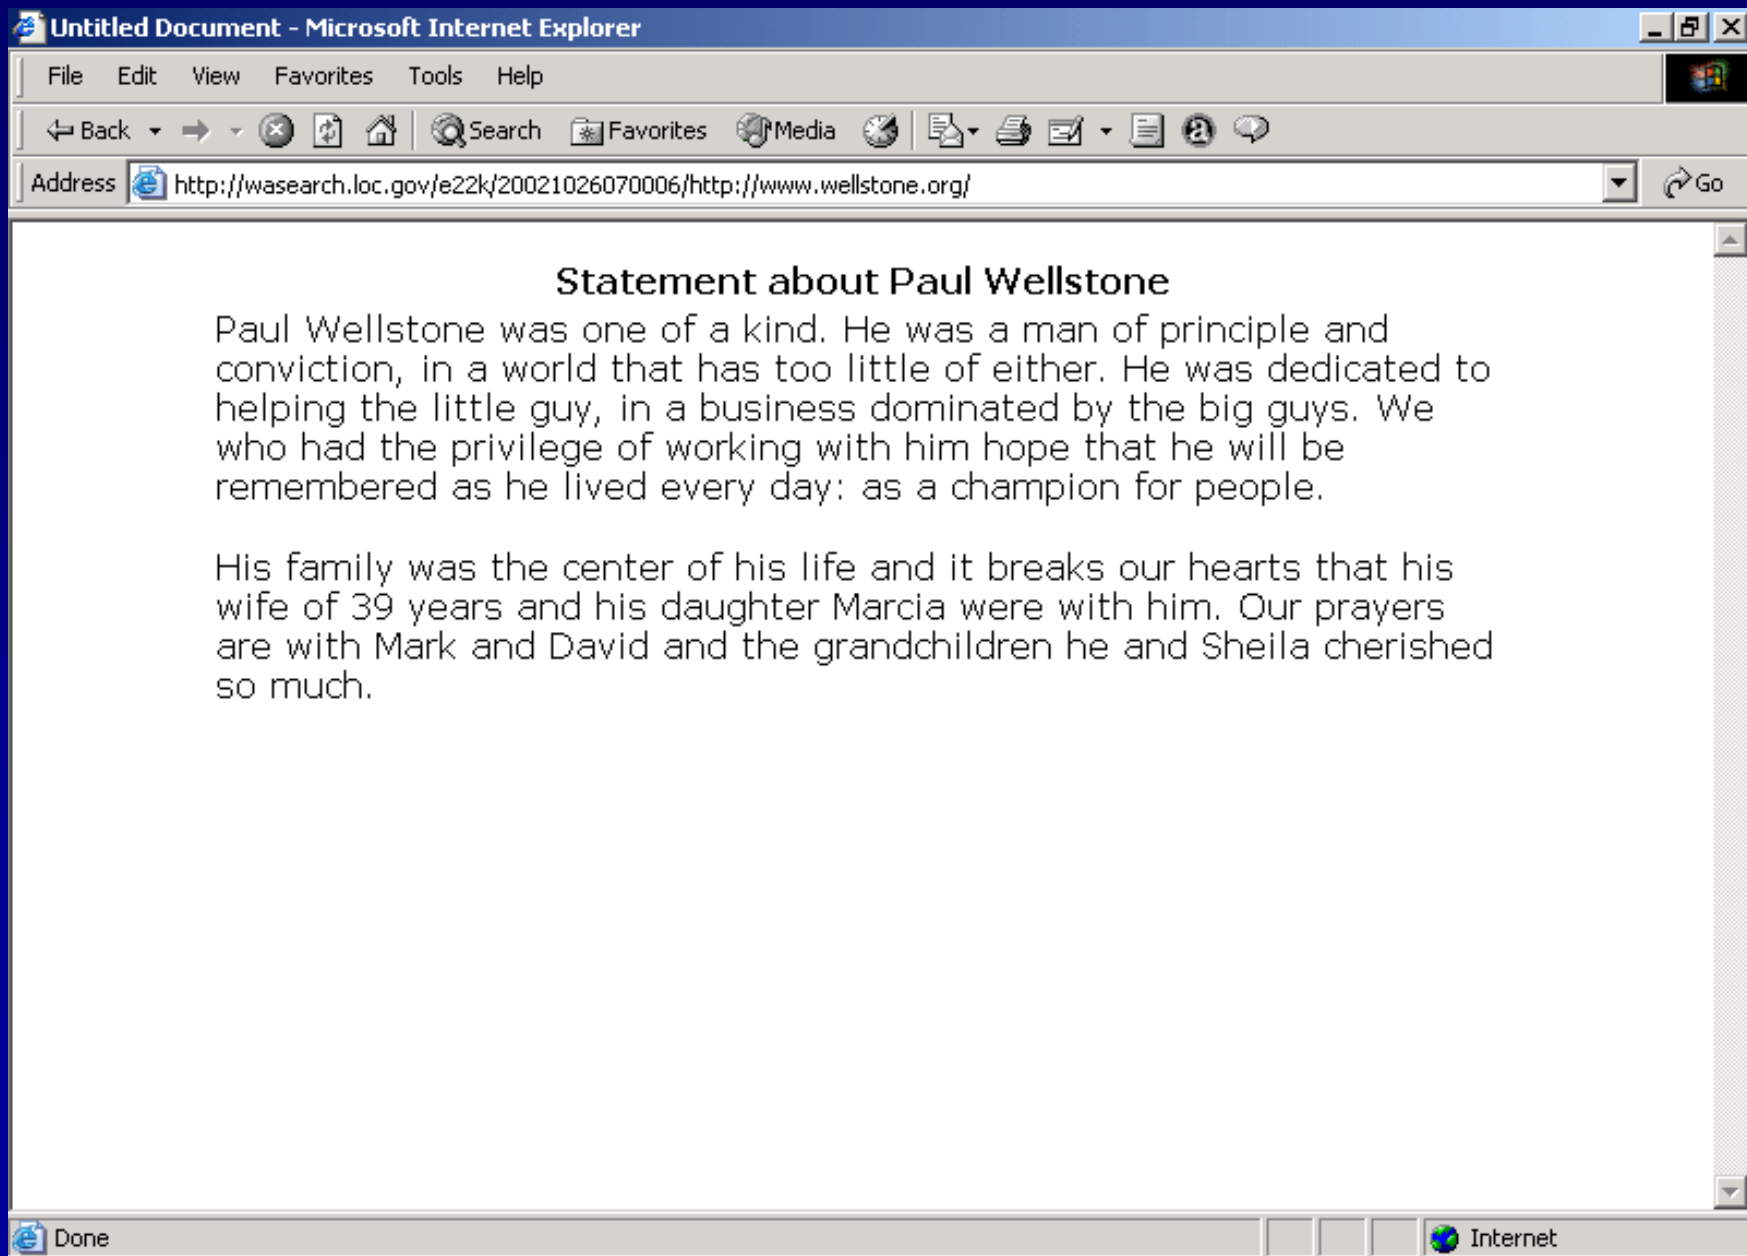 Untitled Document - Microsoft Internet Explorer
File Edit View Favorites Tools Help
Back Search Favorites Media
Address http://wasearch.loc.gov/e22k/20021026070006/http://www.wellstone.org/ Go
Statement about Paul Wellstone
Paul Wellstone was one of a kind. He was a man of principle and
conviction, in a world that has too little of either. He was dedicated to
helping the little guy, in a business dominated by the big guys. We
who had the privilege of working with him hope that he will be
remembered as he lived every day: as a champion for people.
His family was the center of his life and it breaks our hearts that his
wife of 39 years and his daughter Marcia were with him. Our prayers
are with Mark and David and the grandchildren he and Sheila cherished
so much.
Done Internet